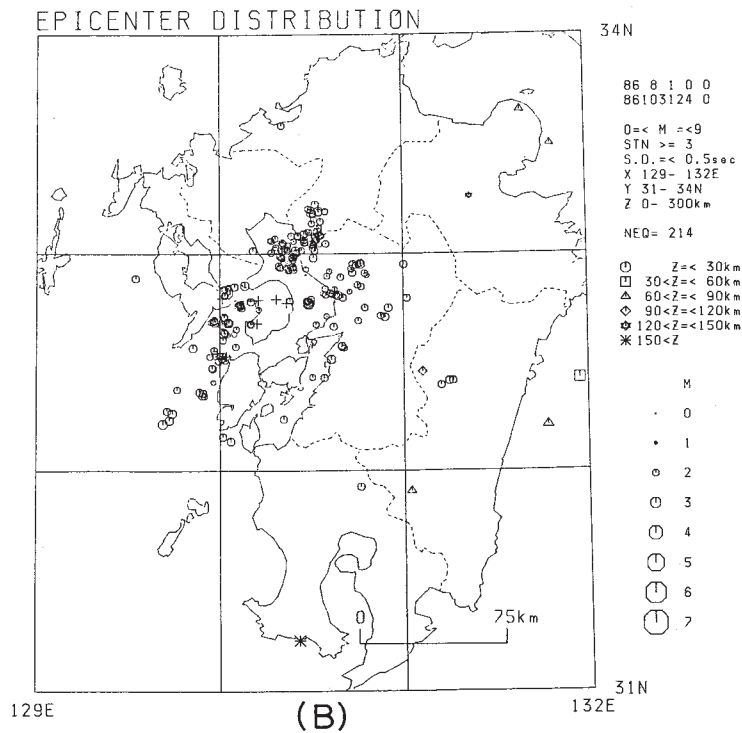 EPICENTER DISTRIBUTION
34N
86 8 1 0 0
86103124 0
0=< M =<9
STN >= 3
S.D.=< 0.5sec
X 129- 132E
Y 31- 34N
Z 0- 300km
NEQ= 214
Z=< 30km
30<Z=< 60km
60<Z=< 90km
90<Z=<120km
120<Z=<150km
150<Z
M
0
1
2
3
4
5
6
7
0 75km
31N
129E 132E
(B)